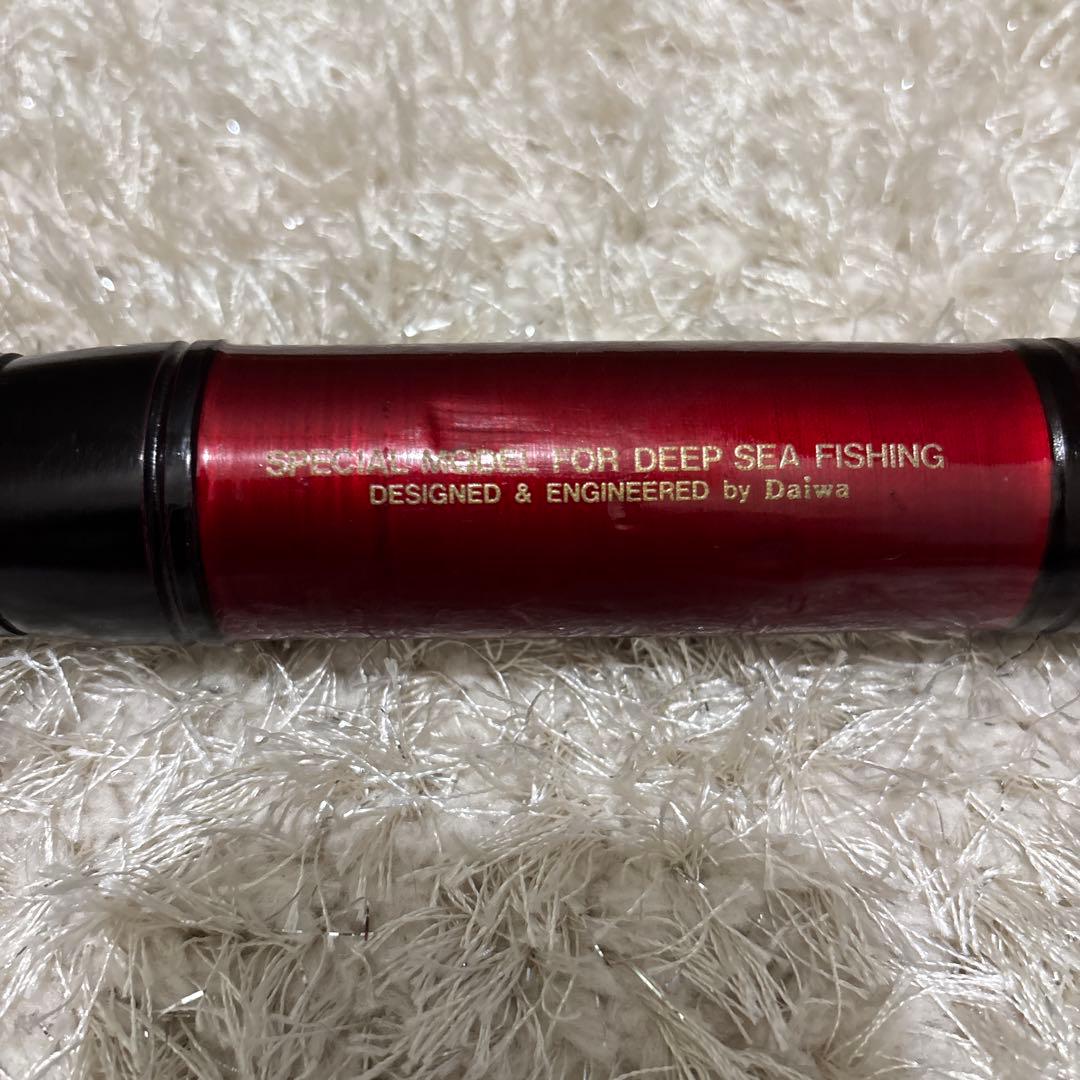 SPECIAL MODEL FOR DEEP SEA FISHING
DESIGNED & ENGINEERED by Daiwa